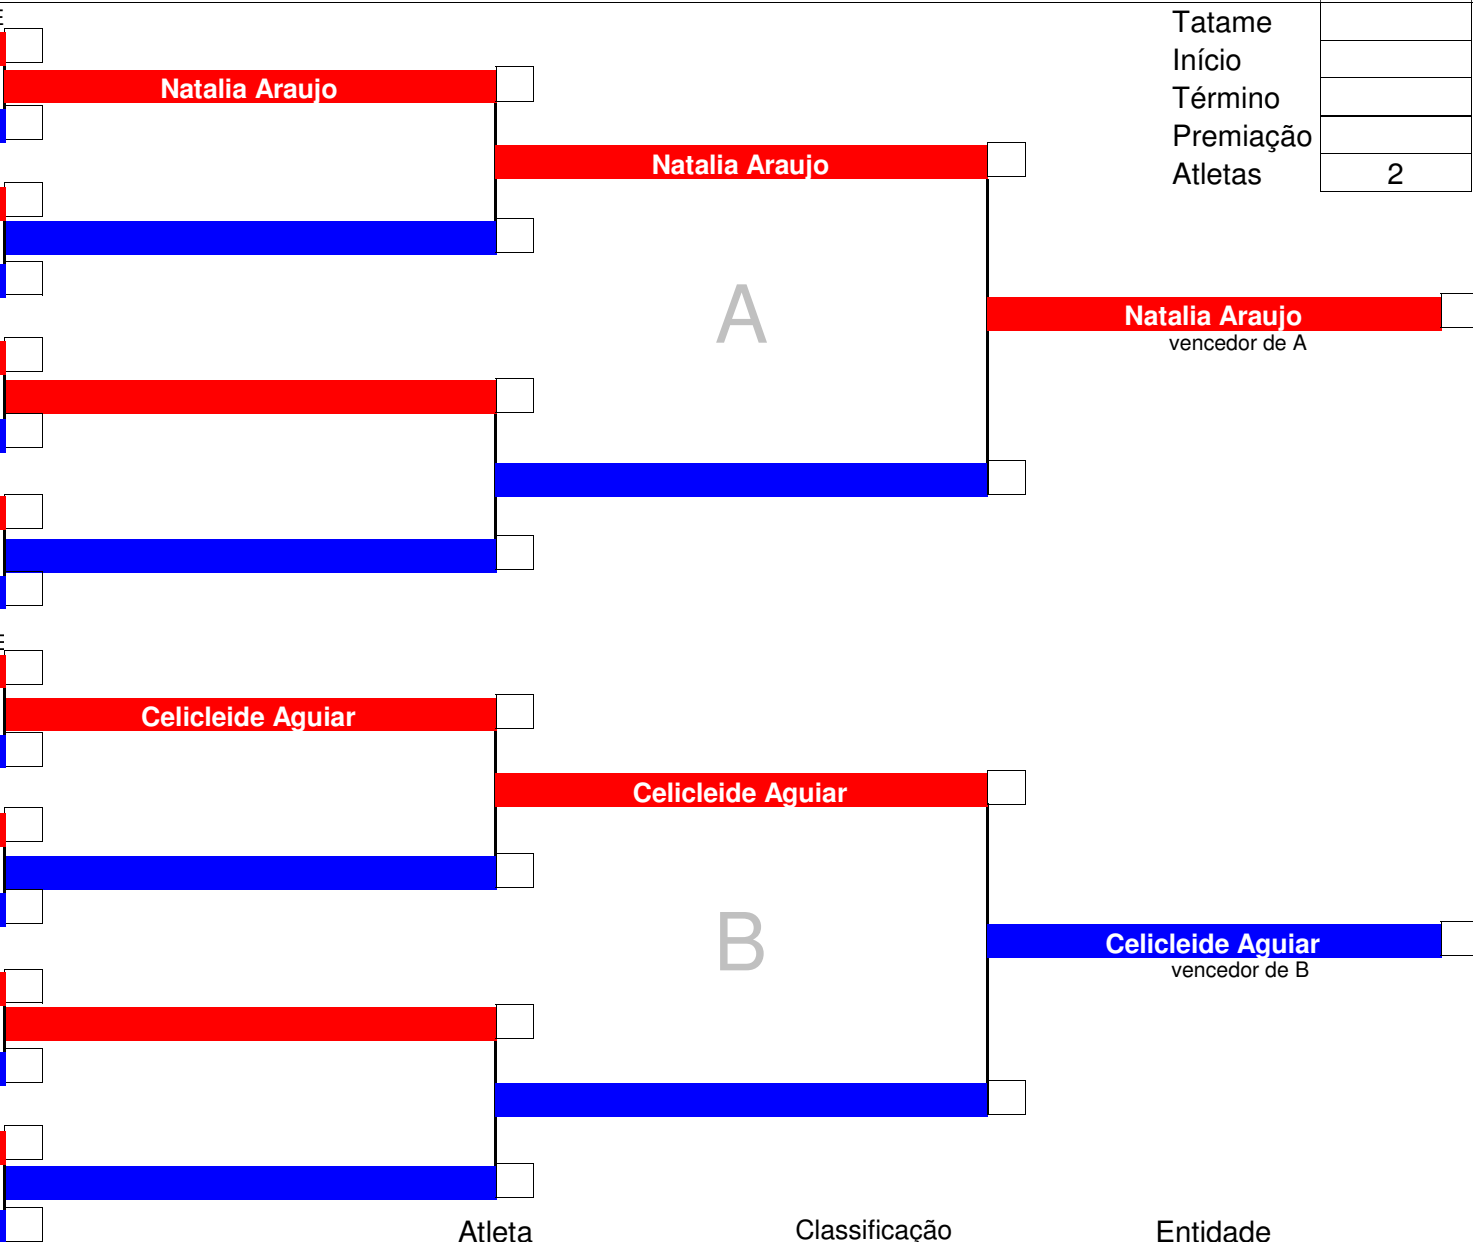 Tatame
Início
Término
Premiação
Atletas 2
Natalia Araujo
Natalia Araujo
A
Natalia Araujo
vencedor de A
Celicleide Aguiar
Celicleide Aguiar
B
Celicleide Aguiar
vencedor de B
Atleta Classificação Entidade